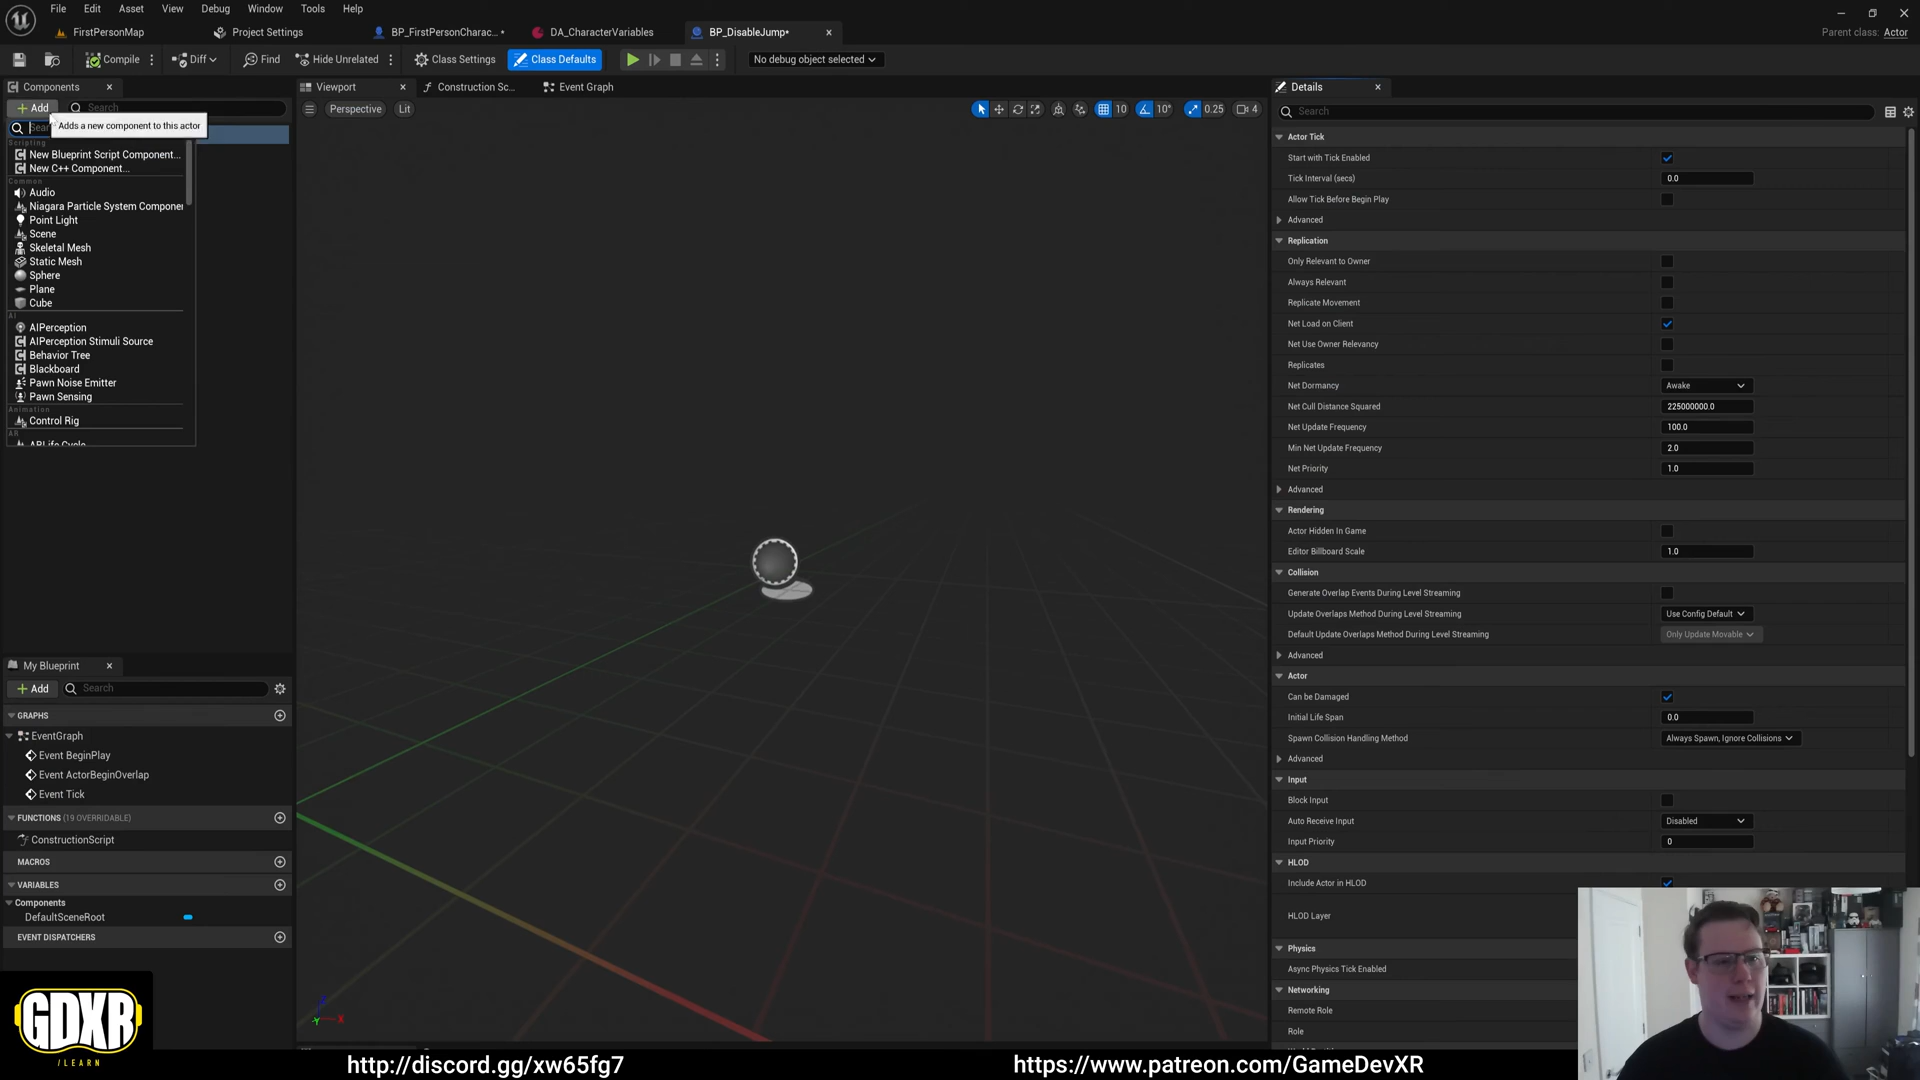 File Edit Asset View Debug Window Tools Help
FirstPersonMap
Project Settings
BP_FirstPersonCharac...*
DA_CharacterVariables
BP_DisableJump*
Parent class: Actor
Compile
Diff
Find
Hide Unrelated
Class Settings
Class Defaults
No debug object selected
Components
+ Add
Search
Adds a new component to this actor
Scripting
New Blueprint Script Component...
New C++ Component...
Common
Audio
Niagara Particle System Compone
Point Light
Scene
Skeletal Mesh
Static Mesh
Sphere
Plane
Cube
AI
AIPerception
AIPerception Stimuli Source
Behavior Tree
Blackboard
Pawn Noise Emitter
Pawn Sensing
Animation
Control Rig
AR
My Blueprint
+ Add
Search
GRAPHS
EventGraph
Event BeginPlay
Event ActorBeginOverlap
Event Tick
FUNCTIONS (19 OVERRIDABLE)
ConstructionScript
MACROS
VARIABLES
Components
DefaultSceneRoot
EVENT DISPATCHERS
Viewport
Construction Sc...
Event Graph
Perspective
Lit
10
10°
0.25
4
X
Details
Search
Actor Tick
Start with Tick Enabled
Tick Interval (secs) 0.0
Allow Tick Before Begin Play
Advanced
Replication
Only Relevant to Owner
Always Relevant
Replicate Movement
Net Load on Client
Net Use Owner Relevancy
Replicates
Net Dormancy Awake
Net Cull Distance Squared 225000000.0
Net Update Frequency 100.0
Min Net Update Frequency 2.0
Net Priority 1.0
Advanced
Rendering
Actor Hidden In Game
Editor Billboard Scale 1.0
Collision
Generate Overlap Events During Level Streaming
Update Overlaps Method During Level Streaming Use Config Default
Default Update Overlaps Method During Level Streaming Only Update Movable
Advanced
Actor
Can be Damaged
Initial Life Span 0.0
Spawn Collision Handling Method Always Spawn, Ignore Collisions
Advanced
Input
Block Input
Auto Receive Input Disabled
Input Priority 0
HLOD
Include Actor in HLOD
HLOD Layer
Physics
Async Physics Tick Enabled
Networking
Remote Role
Role
GDXR
/LEARN
http://discord.gg/xw65fg7
https://www.patreon.com/GameDevXR